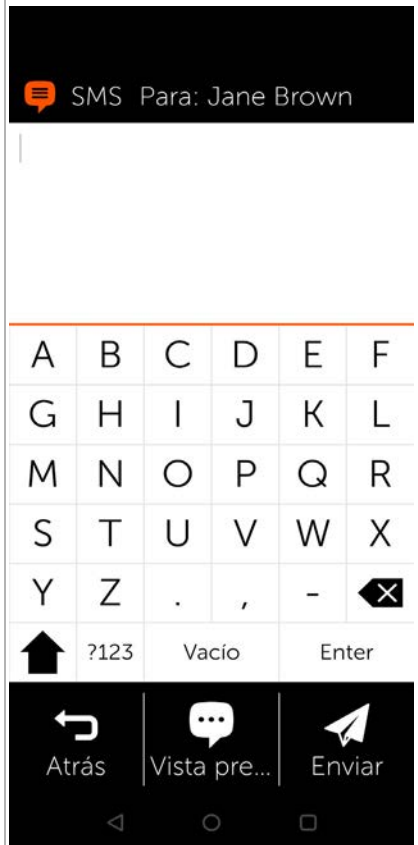 SMS Para: Jane Brown
A B C D E F
G H I J K L
M N O P Q R
S T U V W X
Y Z . , -
?123 Vacío Enter
Atrás Vista pre... Enviar